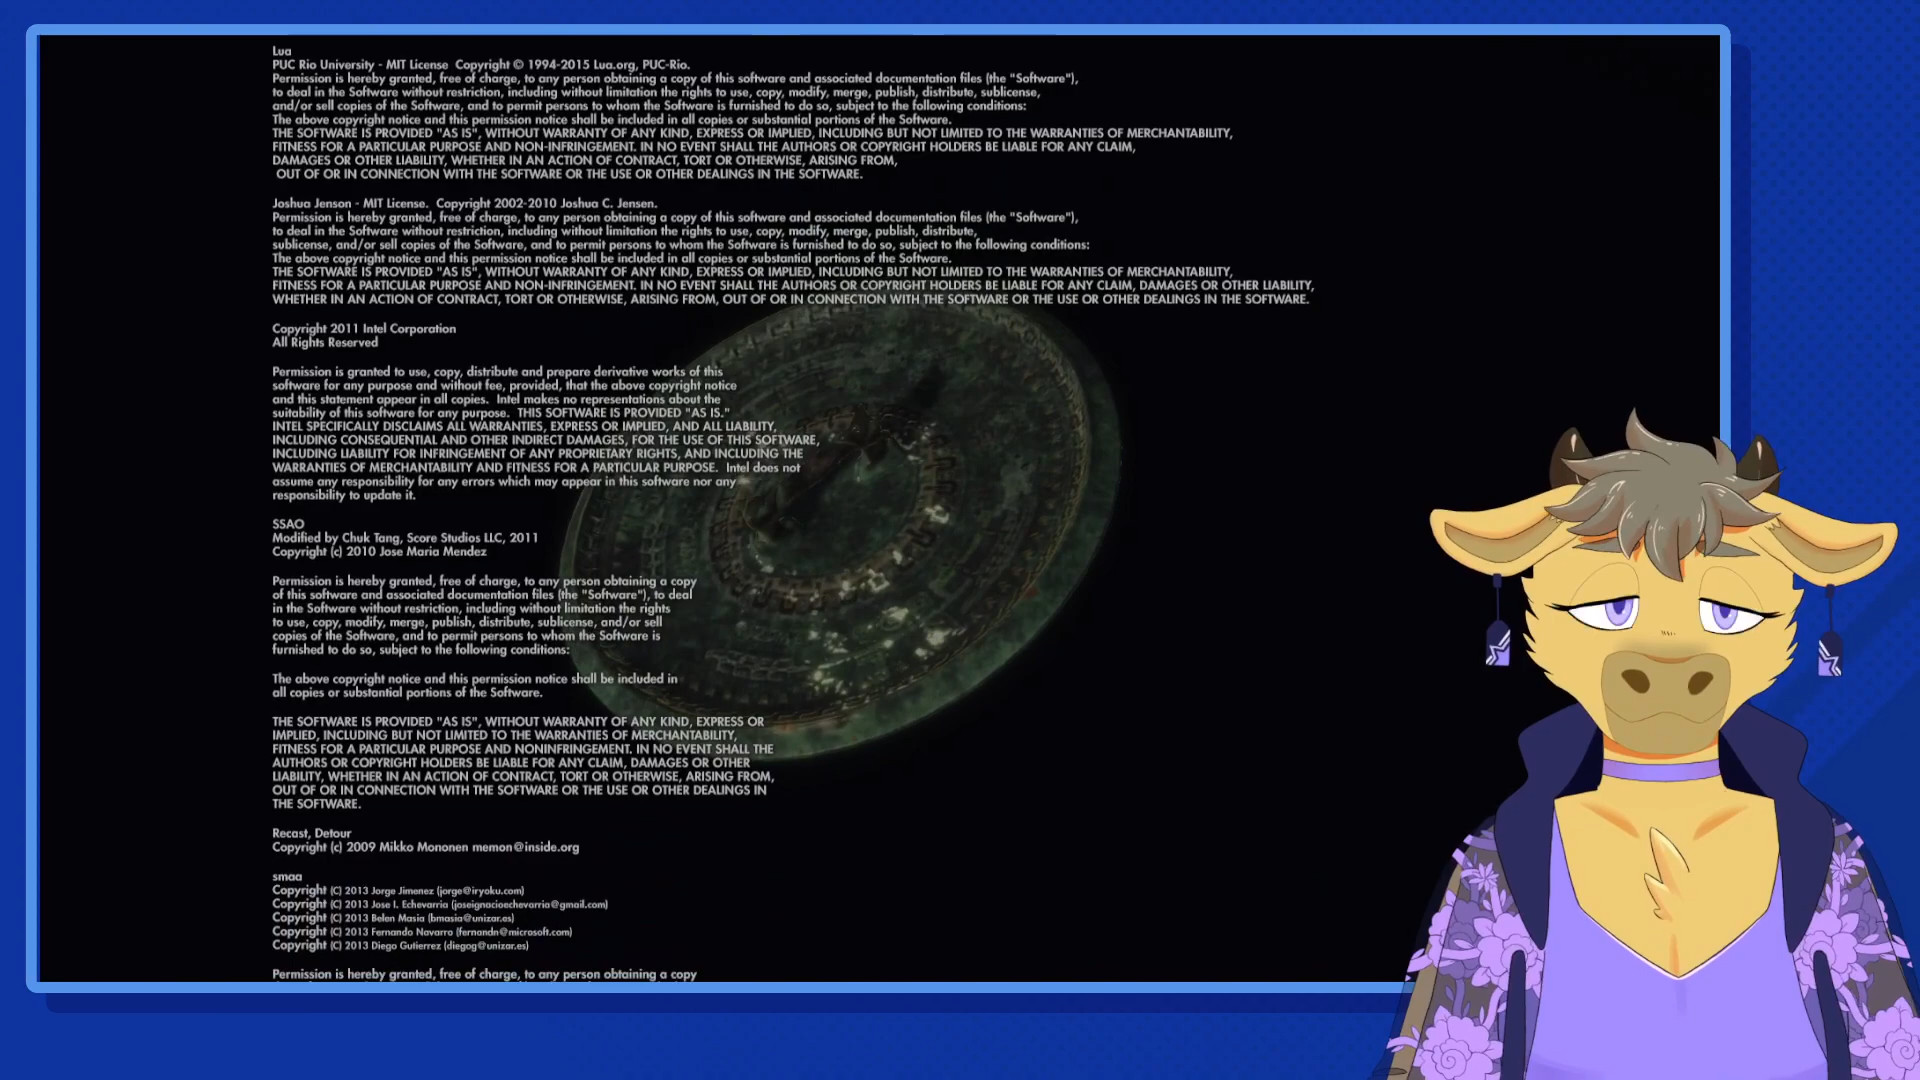 Lua
PUC Rio University - MIT License  Copyright © 1994-2015 Lua.org, PUC-Rio.
Permission is hereby granted, free of charge, to any person obtaining a copy of this software and associated documentation files (the "Software"),
to deal in the Software without restriction, including without limitation the rights to use, copy, modify, merge, publish, distribute, sublicense,
and/or sell copies of the Software, and to permit persons to whom the Software is furnished to do so, subject to the following conditions:
The above copyright notice and this permission notice shall be included in all copies or substantial portions of the Software.
THE SOFTWARE IS PROVIDED "AS IS", WITHOUT WARRANTY OF ANY KIND, EXPRESS OR IMPLIED, INCLUDING BUT NOT LIMITED TO THE WARRANTIES OF MERCHANTABILITY,
FITNESS FOR A PARTICULAR PURPOSE AND NON-INFRINGEMENT. IN NO EVENT SHALL THE AUTHORS OR COPYRIGHT HOLDERS BE LIABLE FOR ANY CLAIM,
DAMAGES OR OTHER LIABILITY, WHETHER IN AN ACTION OF CONTRACT, TORT OR OTHERWISE, ARISING FROM,
OUT OF OR IN CONNECTION WITH THE SOFTWARE OR THE USE OR OTHER DEALINGS IN THE SOFTWARE.
Joshua Jenson - MIT License.  Copyright 2002-2010 Joshua C. Jensen.
Permission is hereby granted, free of charge, to any person obtaining a copy of this software and associated documentation files (the "Software"),
to deal in the Software without restriction, including without limitation the rights to use, copy, modify, merge, publish, distribute,
sublicense, and/or sell copies of the Software, and to permit persons to whom the Software is furnished to do so, subject to the following conditions:
The above copyright notice and this permission notice shall be included in all copies or substantial portions of the Software.
THE SOFTWARE IS PROVIDED "AS IS", WITHOUT WARRANTY OF ANY KIND, EXPRESS OR IMPLIED, INCLUDING BUT NOT LIMITED TO THE WARRANTIES OF MERCHANTABILITY,
FITNESS FOR A PARTICULAR PURPOSE AND NON-INFRINGEMENT. IN NO EVENT SHALL THE AUTHORS OR COPYRIGHT HOLDERS BE LIABLE FOR ANY CLAIM, DAMAGES OR OTHER LIABILITY,
WHETHER IN AN ACTION OF CONTRACT, TORT OR OTHERWISE, ARISING FROM, OUT OF OR IN CONNECTION WITH THE SOFTWARE OR THE USE OR OTHER DEALINGS IN THE SOFTWARE.
Copyright 2011 Intel Corporation
All Rights Reserved
Permission is granted to use, copy, distribute and prepare derivative works of this
software for any purpose and without fee, provided, that the above copyright notice
and this statement appear in all copies.  Intel makes no representations about the
suitability of this software for any purpose.  THIS SOFTWARE IS PROVIDED "AS IS."
INTEL SPECIFICALLY DISCLAIMS ALL WARRANTIES, EXPRESS OR IMPLIED, AND ALL LIABILITY,
INCLUDING CONSEQUENTIAL AND OTHER INDIRECT DAMAGES, FOR THE USE OF THIS SOFTWARE,
INCLUDING LIABILITY FOR INFRINGEMENT OF ANY PROPRIETARY RIGHTS, AND INCLUDING THE
WARRANTIES OF MERCHANTABILITY AND FITNESS FOR A PARTICULAR PURPOSE.  Intel does not
assume any responsibility for any errors which may appear in this software nor any
responsibility to update it.
SSAO
Modified by Chuk Tang, Score Studios LLC, 2011
Copyright (c) 2010 Jose Maria Mendez
Permission is hereby granted, free of charge, to any person obtaining a copy
of this software and associated documentation files (the "Software"), to deal
in the Software without restriction, including without limitation the rights
to use, copy, modify, merge, publish, distribute, sublicense, and/or sell
copies of the Software, and to permit persons to whom the Software is
furnished to do so, subject to the following conditions:
The above copyright notice and this permission notice shall be included in
all copies or substantial portions of the Software.
THE SOFTWARE IS PROVIDED "AS IS", WITHOUT WARRANTY OF ANY KIND, EXPRESS OR
IMPLIED, INCLUDING BUT NOT LIMITED TO THE WARRANTIES OF MERCHANTABILITY,
FITNESS FOR A PARTICULAR PURPOSE AND NONINFRINGEMENT. IN NO EVENT SHALL THE
AUTHORS OR COPYRIGHT HOLDERS BE LIABLE FOR ANY CLAIM, DAMAGES OR OTHER
LIABILITY, WHETHER IN AN ACTION OF CONTRACT, TORT OR OTHERWISE, ARISING FROM,
OUT OF OR IN CONNECTION WITH THE SOFTWARE OR THE USE OR OTHER DEALINGS IN
THE SOFTWARE.
Recast, Detour
Copyright (c) 2009 Mikko Mononen memon@inside.org
smaa
Copyright (C) 2013 Jorge Jimenez (jorge@iryoku.com)
Copyright (C) 2013 Jose I. Echevarria (joseignacioechevarria@gmail.com)
Copyright (C) 2013 Belen Masia (bmasia@unizar.es)
Copyright (C) 2013 Fernando Navarro (fernandn@microsoft.com)
Copyright (C) 2013 Diego Gutierrez (diegog@unizar.es)
Permission is hereby granted, free of charge, to any person obtaining a copy